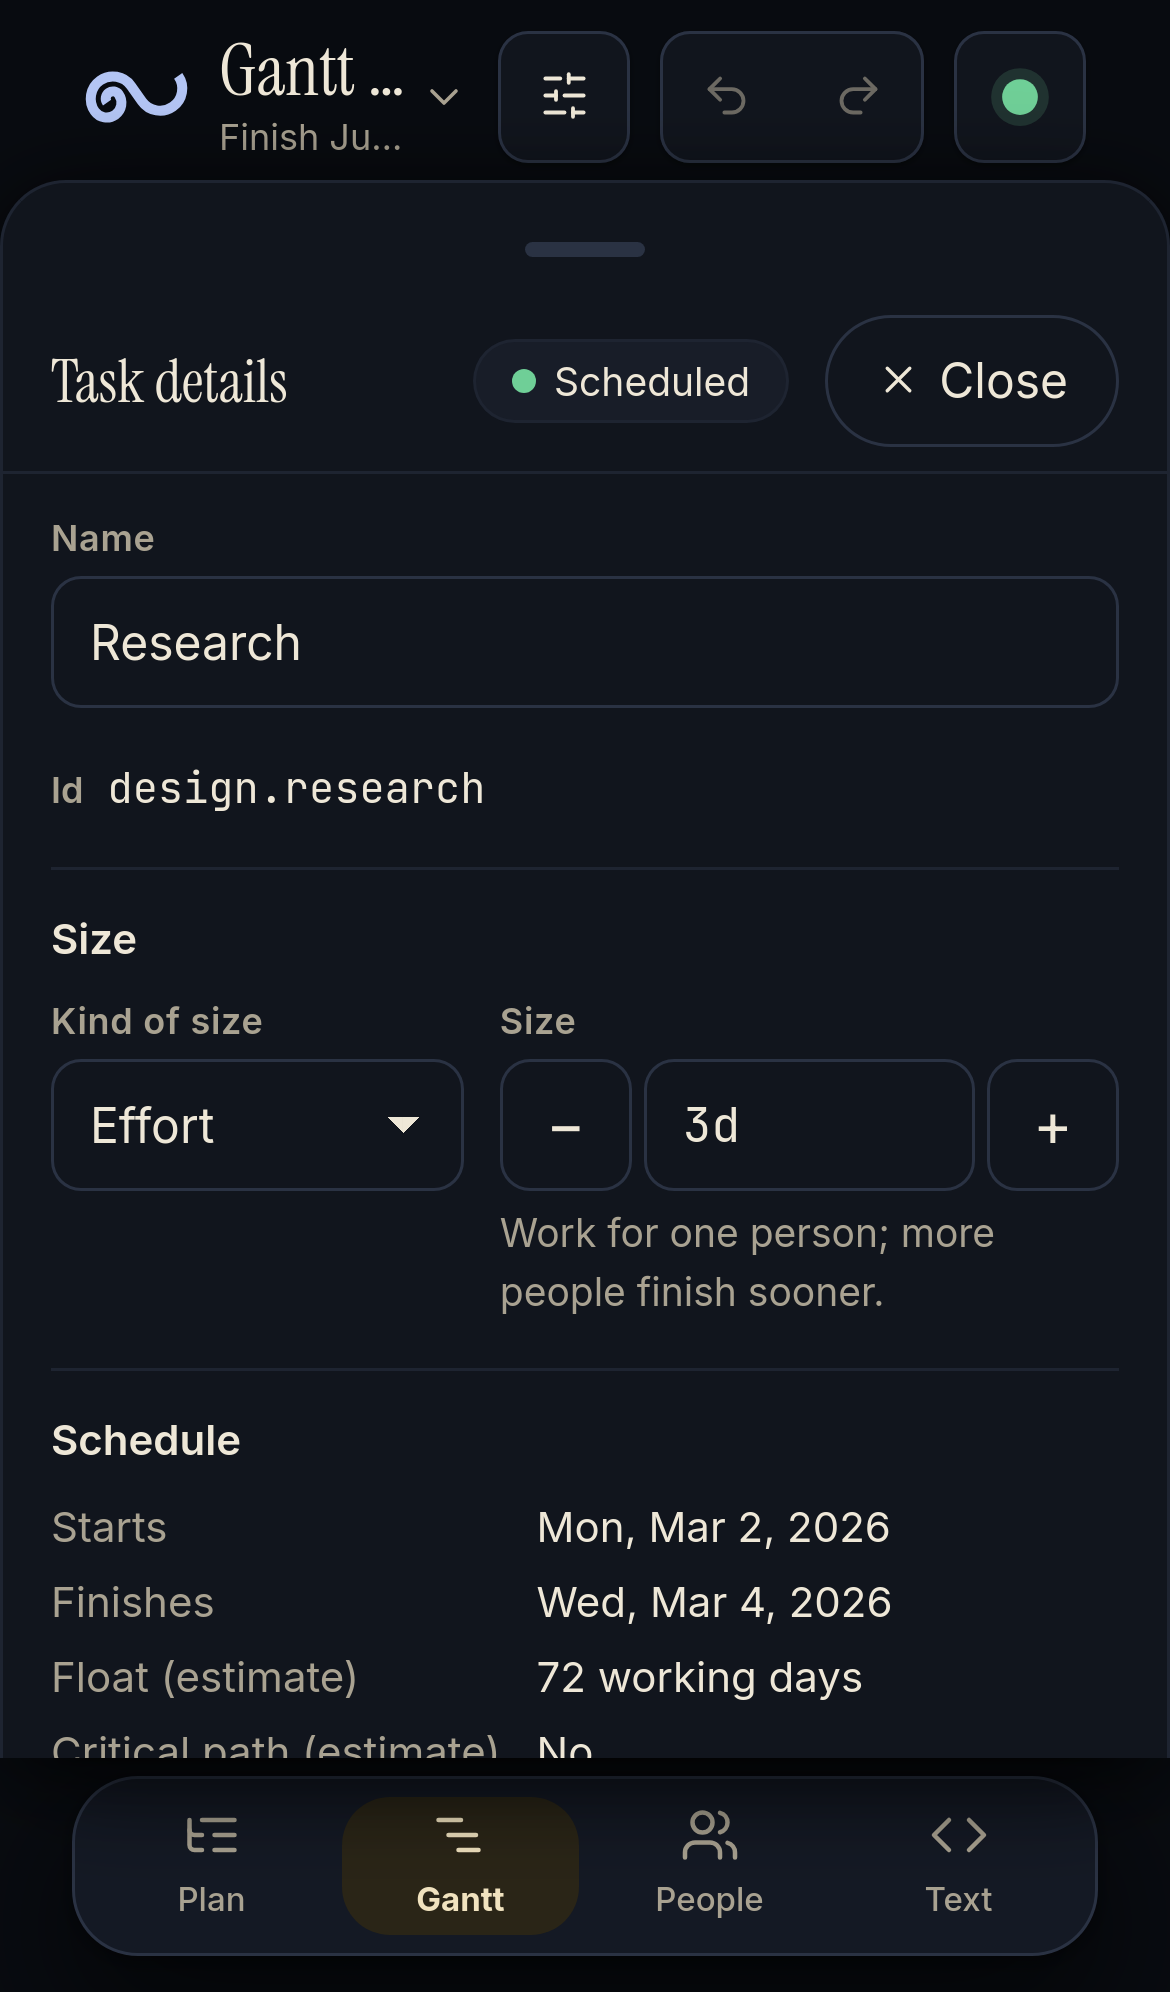 Gantt ...
Finish Ju...
Task details
Scheduled
Close
Name
Research
Id design.research
Size
Kind of size
Size
Effort
−
3d
+
Work for one person; more
people finish sooner.
Schedule
Starts Mon, Mar 2, 2026
Finishes Wed, Mar 4, 2026
Float (estimate) 72 working days
Critical path (estimate) No
Plan
Gantt
People
Text